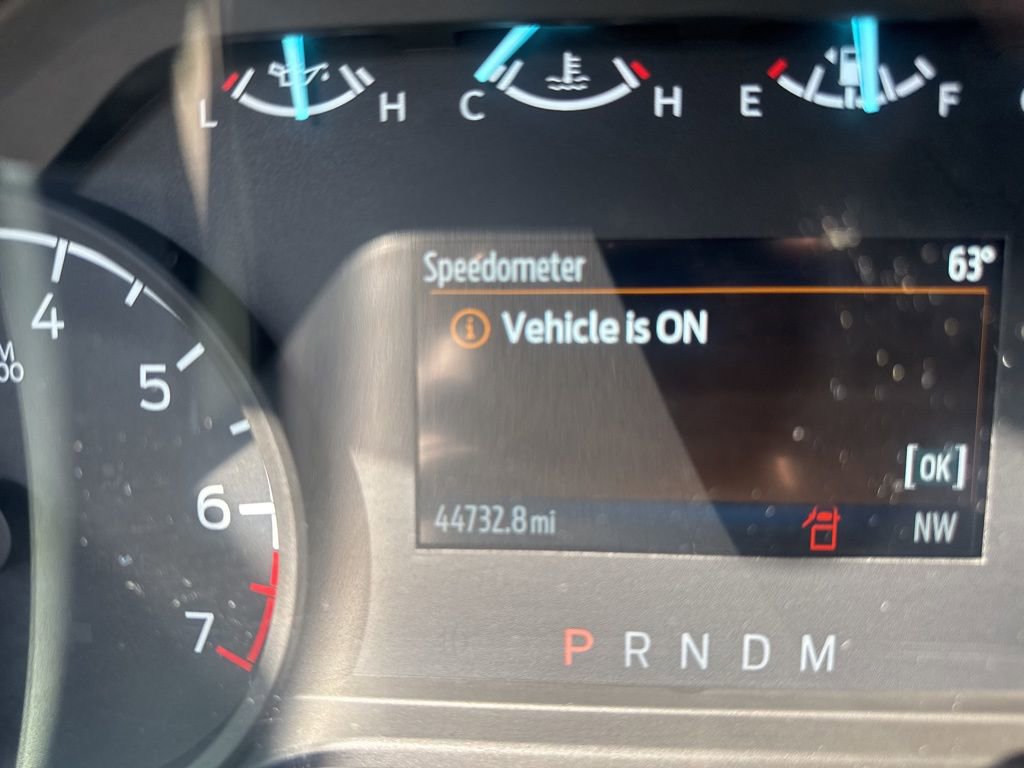 L H C H E F
Speedometer 63°
Vehicle is ON
4
5
[OK]
6
44732.8 mi NW
7
P R N D M